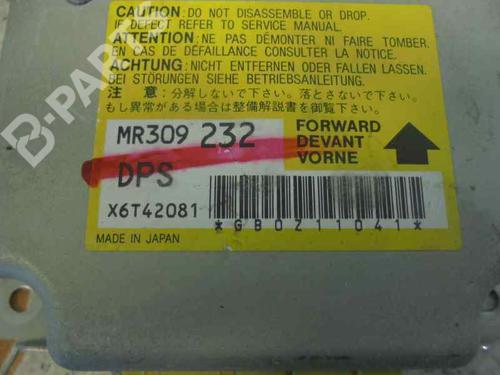 CAUTION: DO NOT DISASSEMBLE OR DROP.
IF DEFECT REFER TO SERVICE MANUAL.
ATTENTION: NE PAS DÉMONTER NI FAIRE TOMBER.
EN CAS DE DÉFAILLANCE CONSULTER LA NOTICE.
ACHTUNG: NICHT ENTFERNEN ODER FALLEN LASSEN.
BEI STÖRUNGEN SIEHE BETRIEBSANLEITUNG.
注 意: 分解しないで下さい。落とさないで下さい。
もし異常がある場合は整備解説書を御覧下さい。
MR309 232
FORWARD
DEVANT
VORNE
DPS
X6T42081
*GB0Z11041*
MADE IN JAPAN
B-PARTS